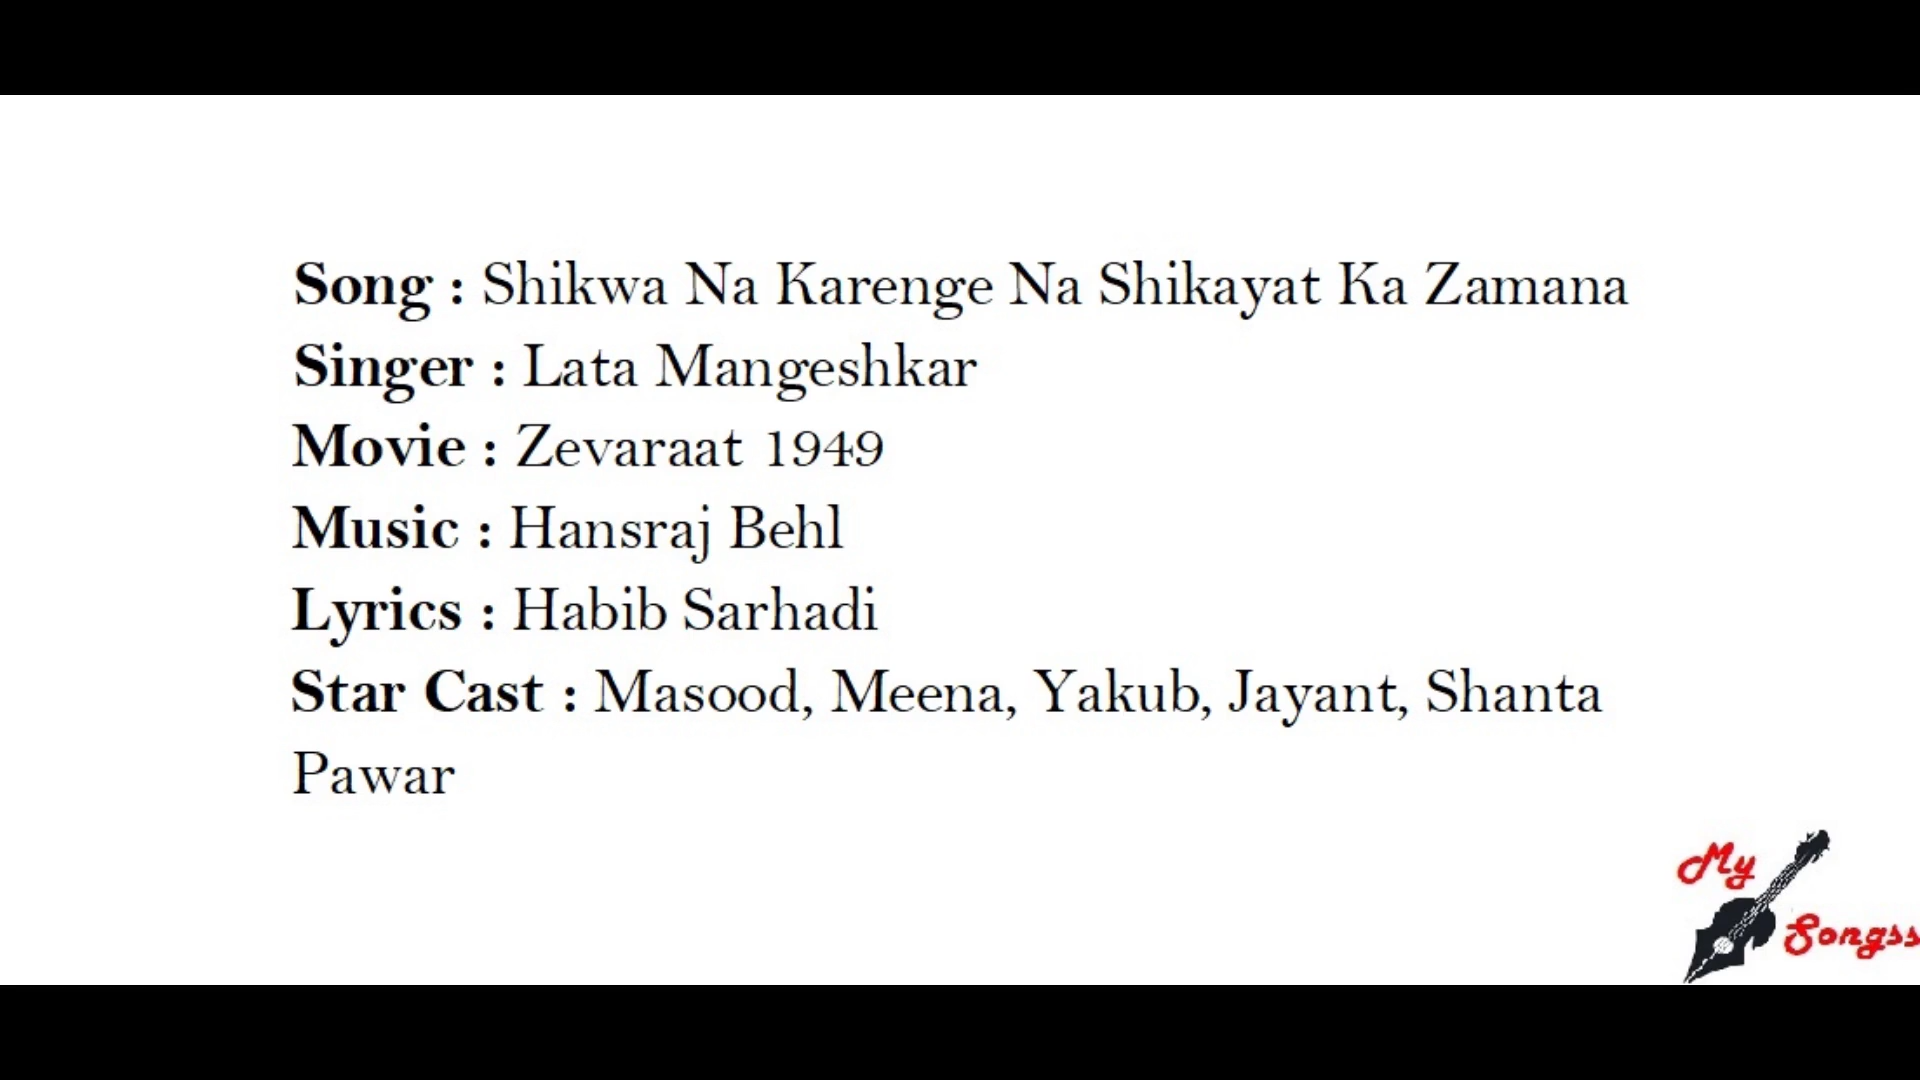 Song : Shikwa Na Karenge Na Shikayat Ka Zamana
Singer : Lata Mangeshkar
Movie : Zevaraat 1949
Music : Hansraj Behl
Lyrics : Habib Sarhadi
Star Cast : Masood, Meena, Yakub, Jayant, Shanta
Pawar
My
Songss